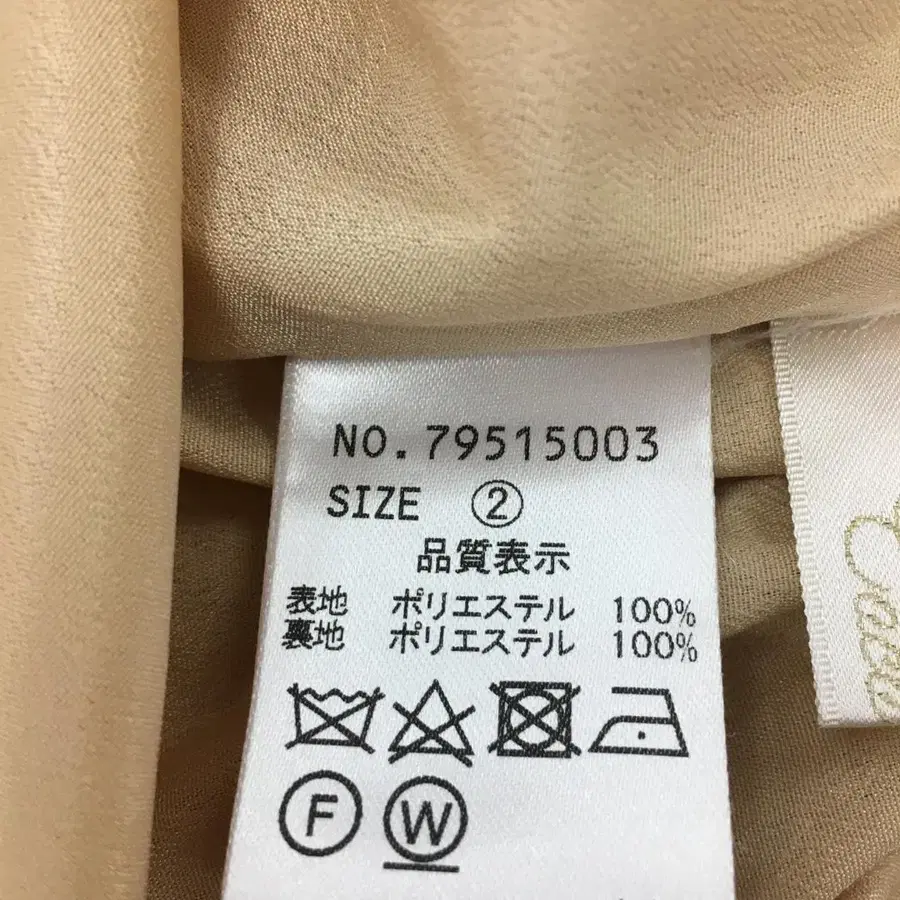 NO.79515003
SIZE ②
品質表示
表地 ポリエステル 100%
裏地 ポリエステル 100%
F W